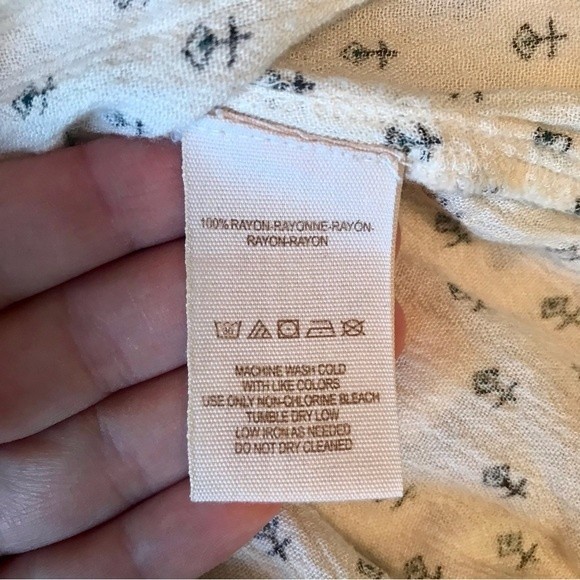 100% RAYON-RAYONNE-RAYÓN-
RAYON-RAYON
MACHINE WASH COLD
WITH LIKE COLORS
USE ONLY NON-CHLORINE BLEACH
TUMBLE DRY LOW
LOW IRON AS NEEDED
DO NOT DRY CLEANED